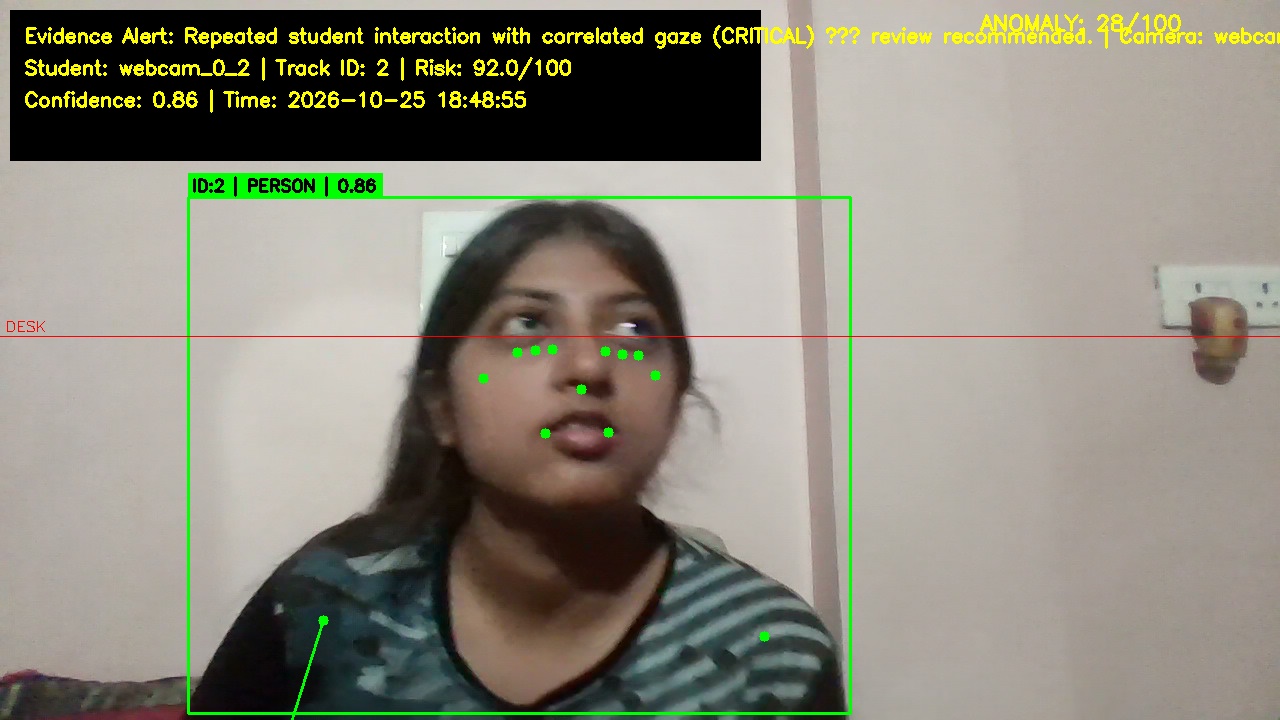 Evidence Alert: Repeated student interaction with correlated gaze (CRITICAL) ??? review recommended. | Camera: webcam
ANOMALY: 28/100
Student: webcam_0_2 | Track ID: 2 | Risk: 92.0/100
Confidence: 0.86 | Time: 2026-10-25 18:48:55
ID:2 | PERSON | 0.86
DESK